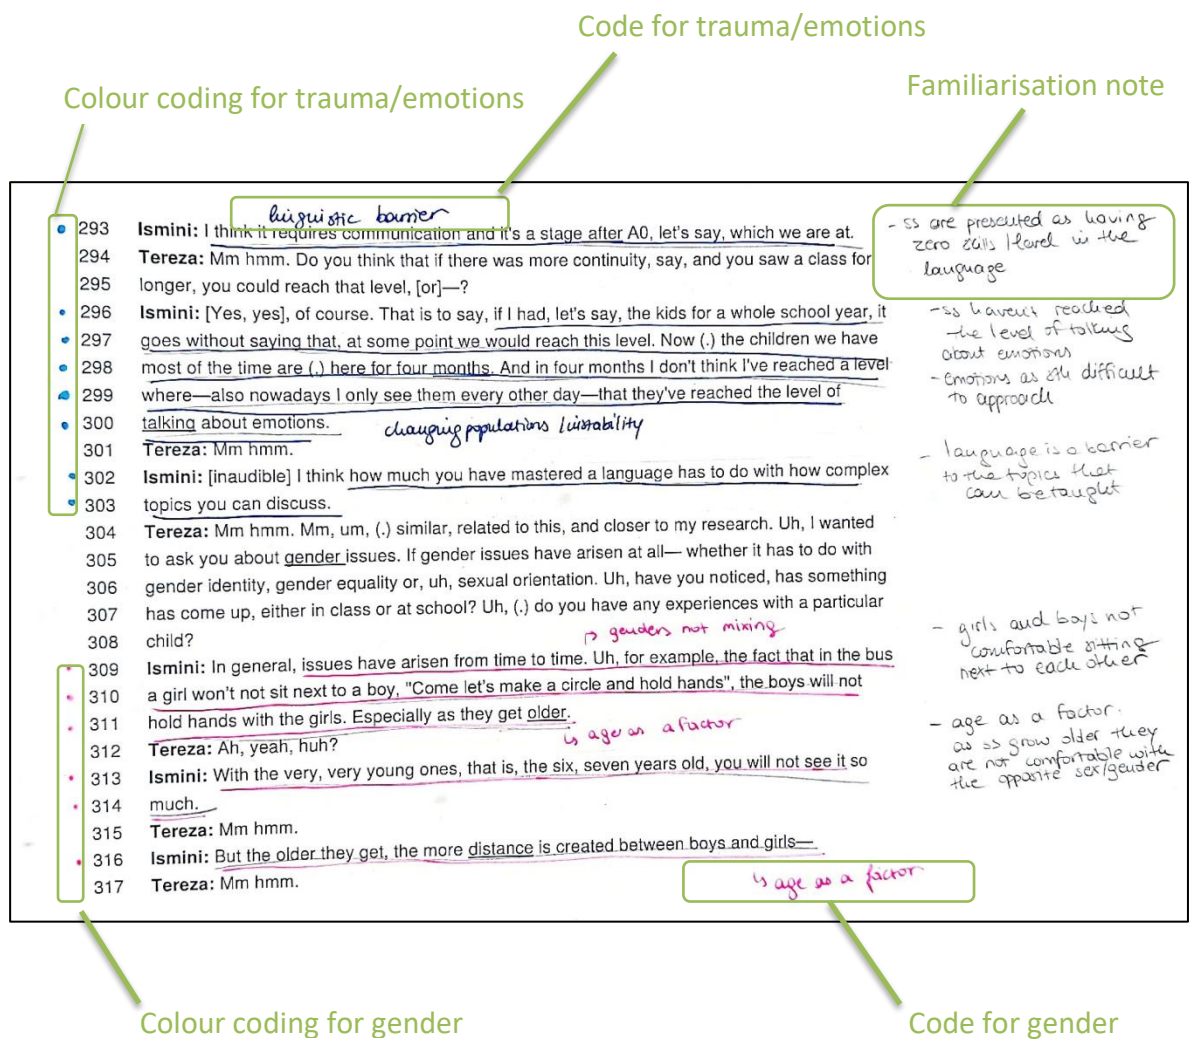 Code for trauma/emotions
Colour coding for trauma/emotions
Familiarisation note
linguistic barrier
293 Ismini: I think it requires communication and it's a stage after A0, let's say, which we are at.
294 Tereza: Mm hmm. Do you think that if there was more continuity, say, and you saw a class for
295 longer, you could reach that level, [or]—?
296 Ismini: [Yes, yes], of course. That is to say, if I had, let's say, the kids for a whole school year, it
297 goes without saying that, at some point we would reach this level. Now (.) the children we have
298 most of the time are (.) here for four months. And in four months I don't think I've reached a level
299 where—also nowadays I only see them every other day—that they've reached the level of
300 talking about emotions.
changing populations / instability
301 Tereza: Mm hmm.
302 Ismini: [inaudible] I think how much you have mastered a language has to do with how complex
303 topics you can discuss.
304 Tereza: Mm hmm. Mm, um, (.) similar, related to this, and closer to my research. Uh, I wanted
305 to ask you about gender issues. If gender issues have arisen at all— whether it has to do with
306 gender identity, gender equality or, uh, sexual orientation. Uh, have you noticed, has something
307 has come up, either in class or at school? Uh, (.) do you have any experiences with a particular
308 child?
↳ genders not mixing
309 Ismini: In general, issues have arisen from time to time. Uh, for example, the fact that in the bus
310 a girl won't not sit next to a boy, "Come let's make a circle and hold hands", the boys will not
311 hold hands with the girls. Especially as they get older.
↳ age as a factor
312 Tereza: Ah, yeah, huh?
313 Ismini: With the very, very young ones, that is, the six, seven years old, you will not see it so
314 much.
315 Tereza: Mm hmm.
316 Ismini: But the older they get, the more distance is created between boys and girls—
317 Tereza: Mm hmm.
↳ age as a factor
- ss are presented as having
zero skills / level in the
language
- ss haven't reached
the level of talking
about emotions
- emotions as sth difficult
to approach
- language is a barrier
to the topics that
can be taught
- girls and boys not
comfortable sitting
next to each other
- age as a factor.
as ss grow older they
are not comfortable with
the opposite sex/gender
Colour coding for gender
Code for gender